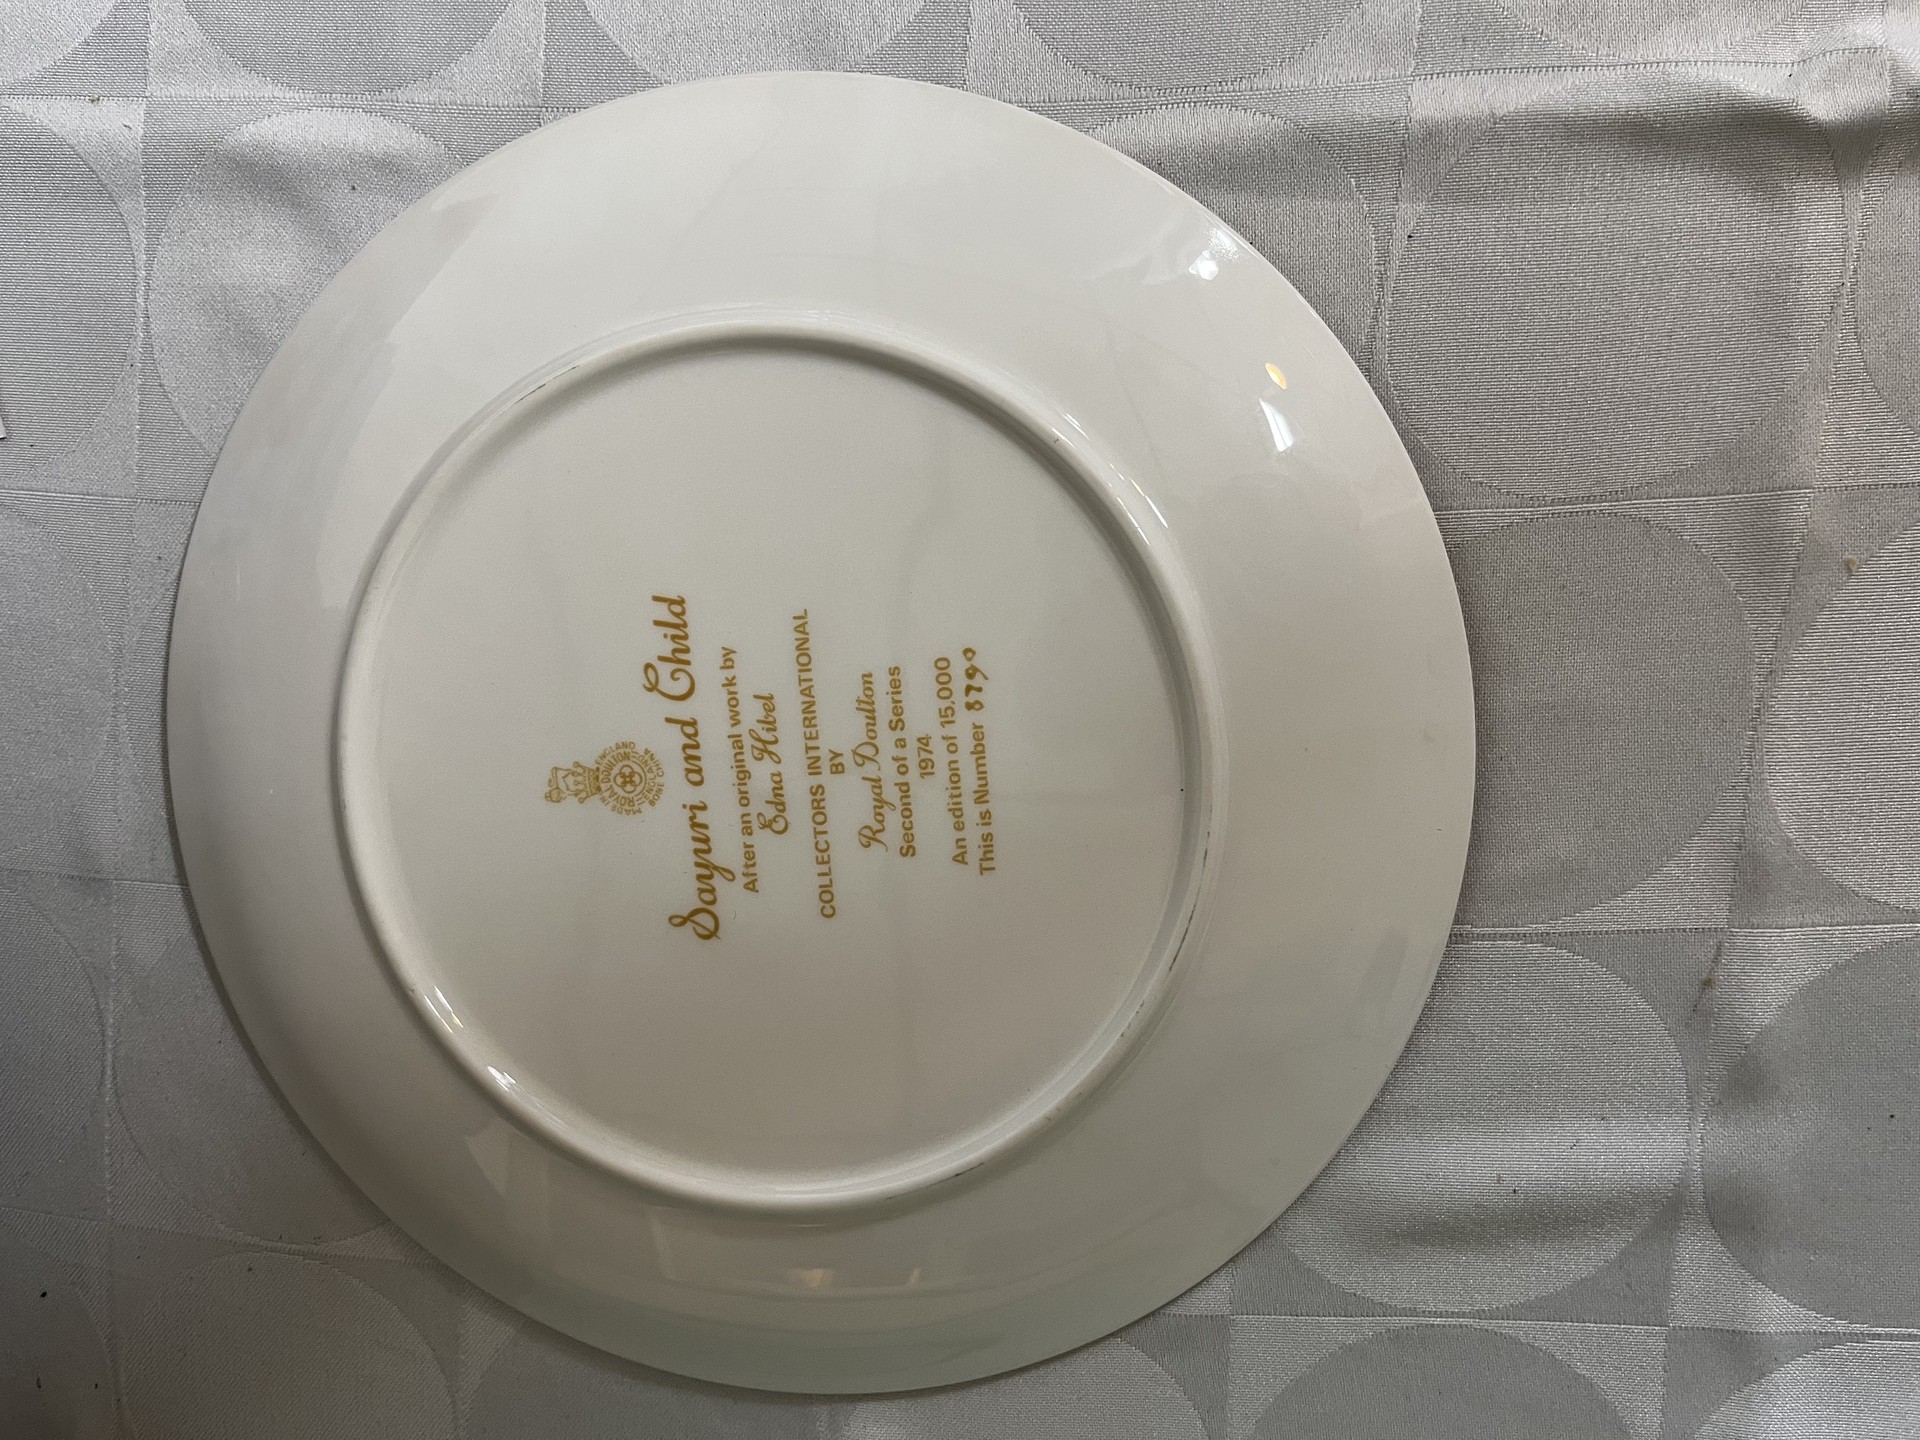 MADE IN ENGLAND
ROYAL DOULTON
ENGLAND
BONE CHINA
Sayuri and Child
After an original work by
Edna Hibel
COLLECTORS INTERNATIONAL
BY
Royal Doulton
Second of a Series
1974
An edition of 15,000
This is Number 8790